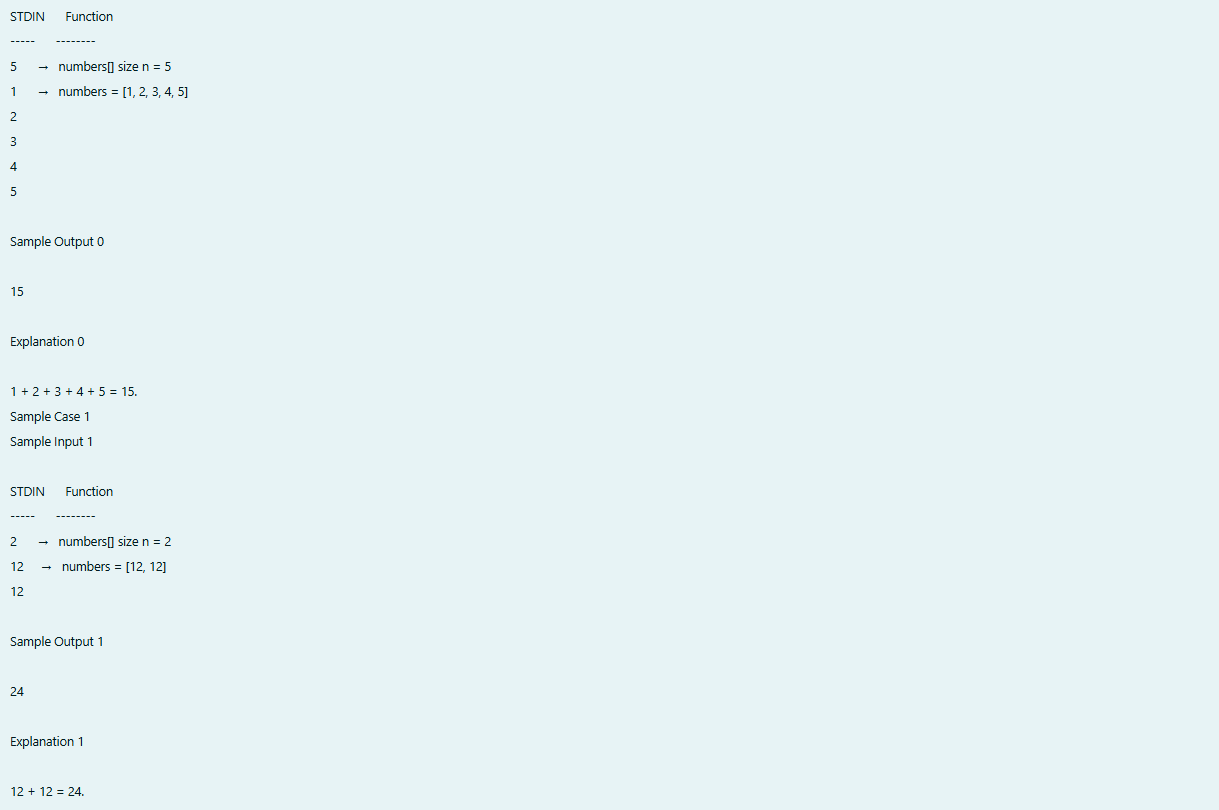 STDIN      Function
-----      --------
5      →   numbers[] size n = 5
1      →   numbers = [1, 2, 3, 4, 5]
2
3
4
5
Sample Output 0
15
Explanation 0
1 + 2 + 3 + 4 + 5 = 15.
Sample Case 1
Sample Input 1
STDIN      Function
-----      --------
2      →   numbers[] size n = 2
12     →   numbers = [12, 12]
12
Sample Output 1
24
Explanation 1
12 + 12 = 24.